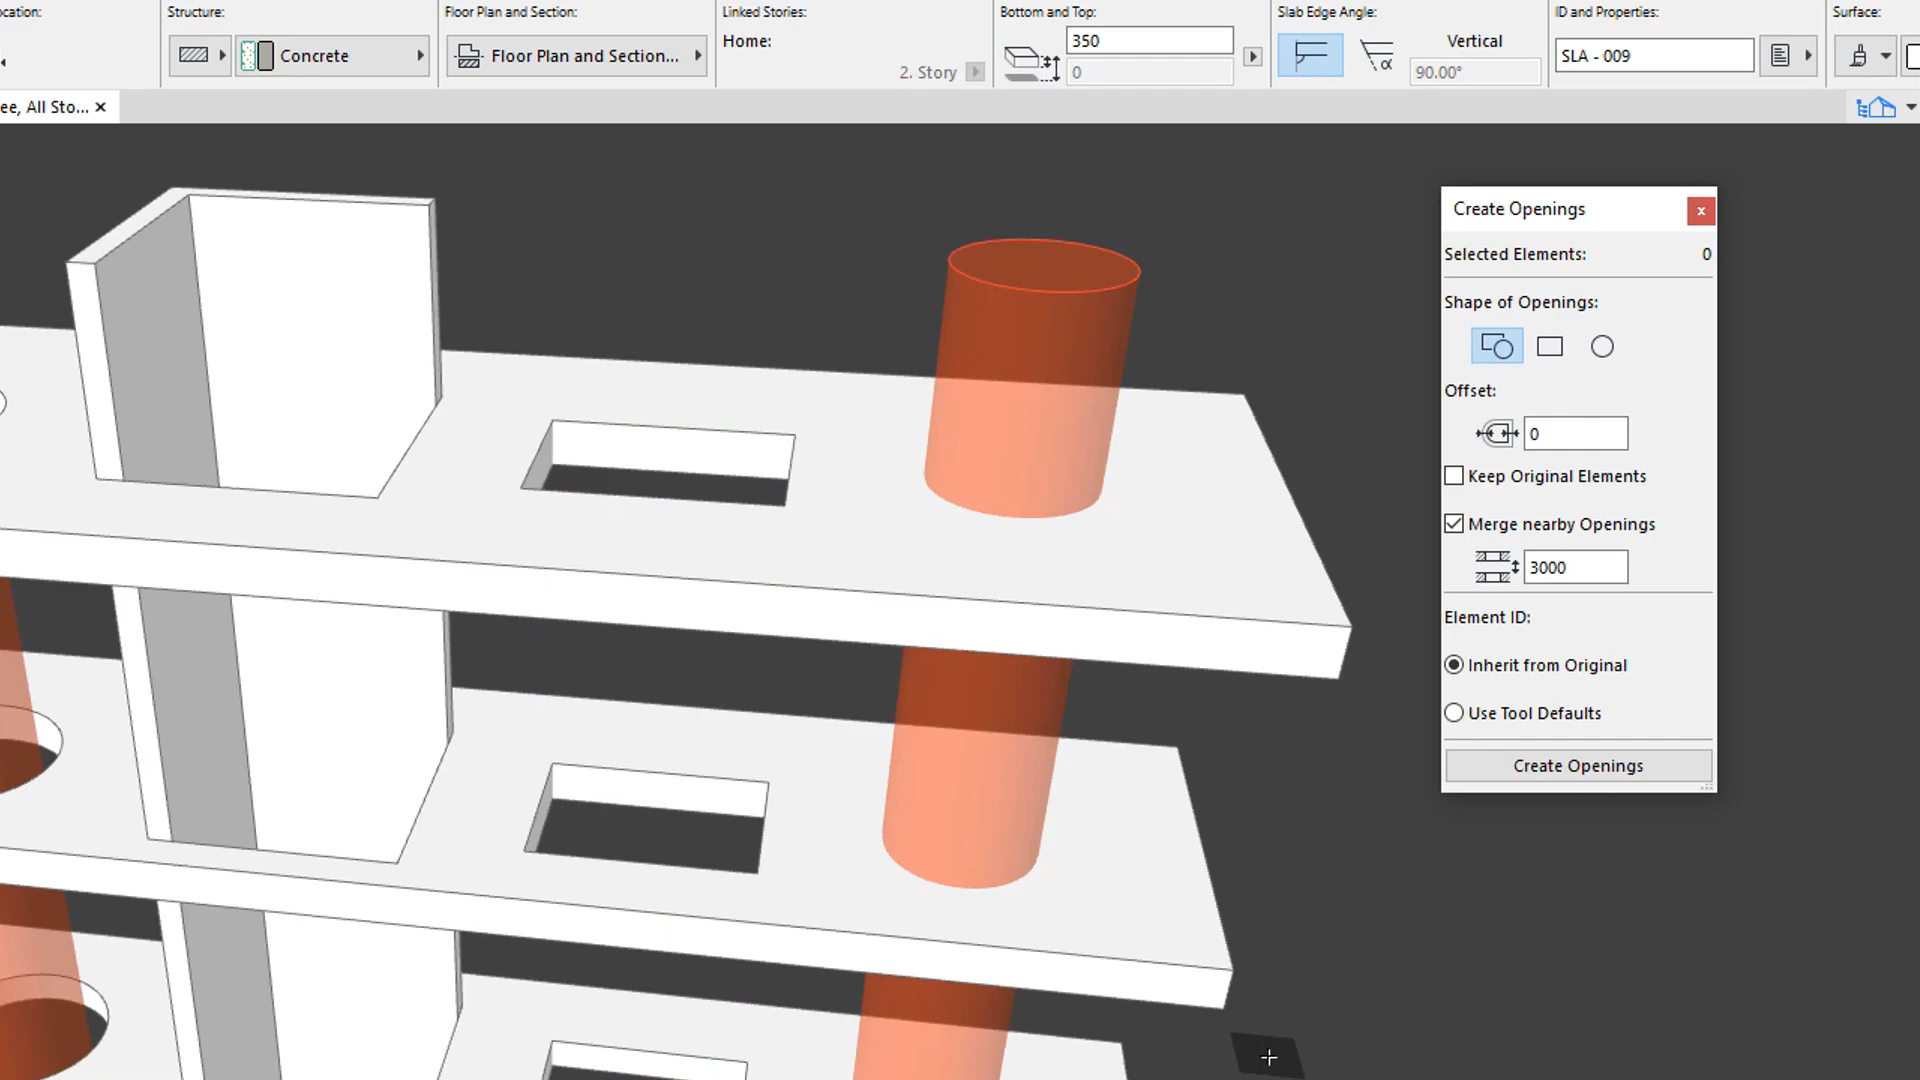 ocation:
Structure:
Floor Plan and Section:
Linked Stories:
Bottom and Top:
Slab Edge Angle:
ID and Properties:
Surface:
Concrete
Floor Plan and Section...
Home:
2. Story
350
0
α
Vertical
90.00°
SLA - 009
ee, All Sto...
Create Openings
x
Selected Elements: 0
Shape of Openings:
Offset:
0
Keep Original Elements
Merge nearby Openings
3000
Element ID:
Inherit from Original
Use Tool Defaults
Create Openings